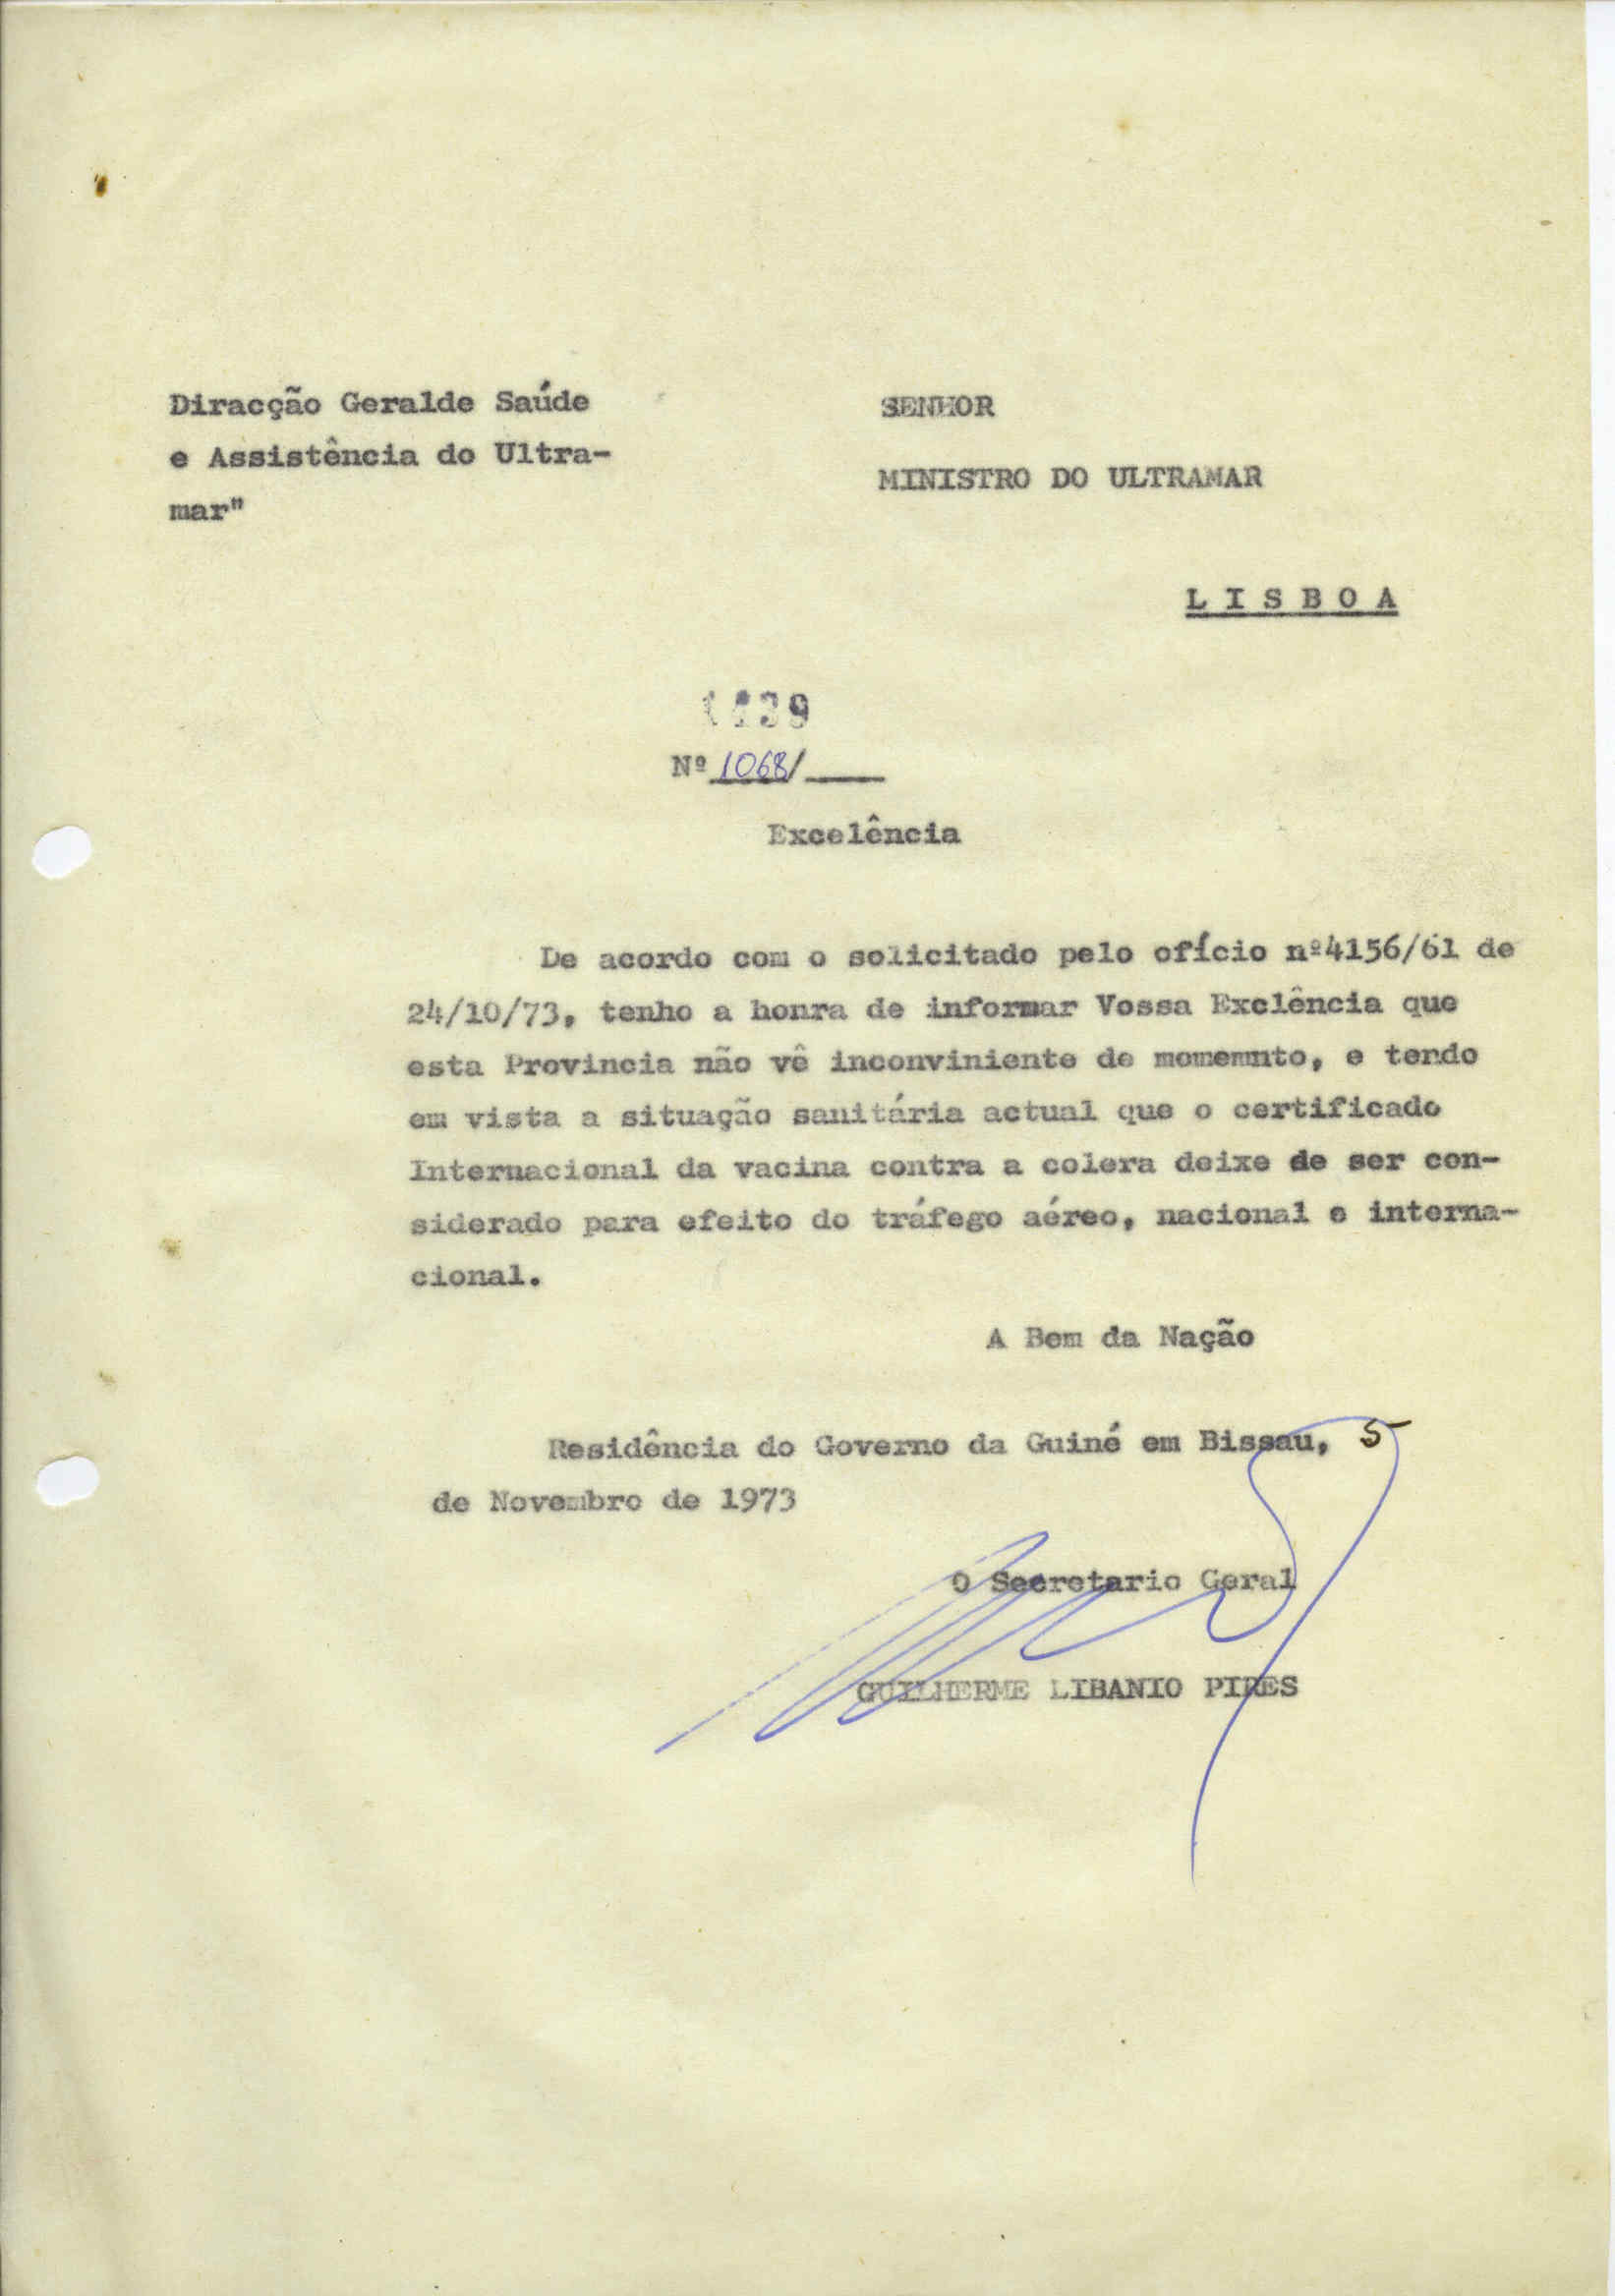 Diracção Geralde Saúde
e Assistência do Ultra-
mar"
SENHOR
MINISTRO DO ULTRAMAR
L I S B O A
Nº 1068/
Excelência
De acordo com o solicitado pelo ofício nº4156/61 de
24/10/73, tenho a honra de informar Vossa Exclência que
esta Provincia não vê inconviniente de momemnto, e tendo
em vista a situação sanitária actual que o certificado
Internacional da vacina contra a colera deixe de ser con-
siderado para efeito do tráfego aéreo, nacional e interna-
cional.
A Bem da Nação
Residência do Governo da Guiné em Bissau, 5
de Novembro de 1973
O Secretario Geral
GUILHERME LIBANIO PIRES